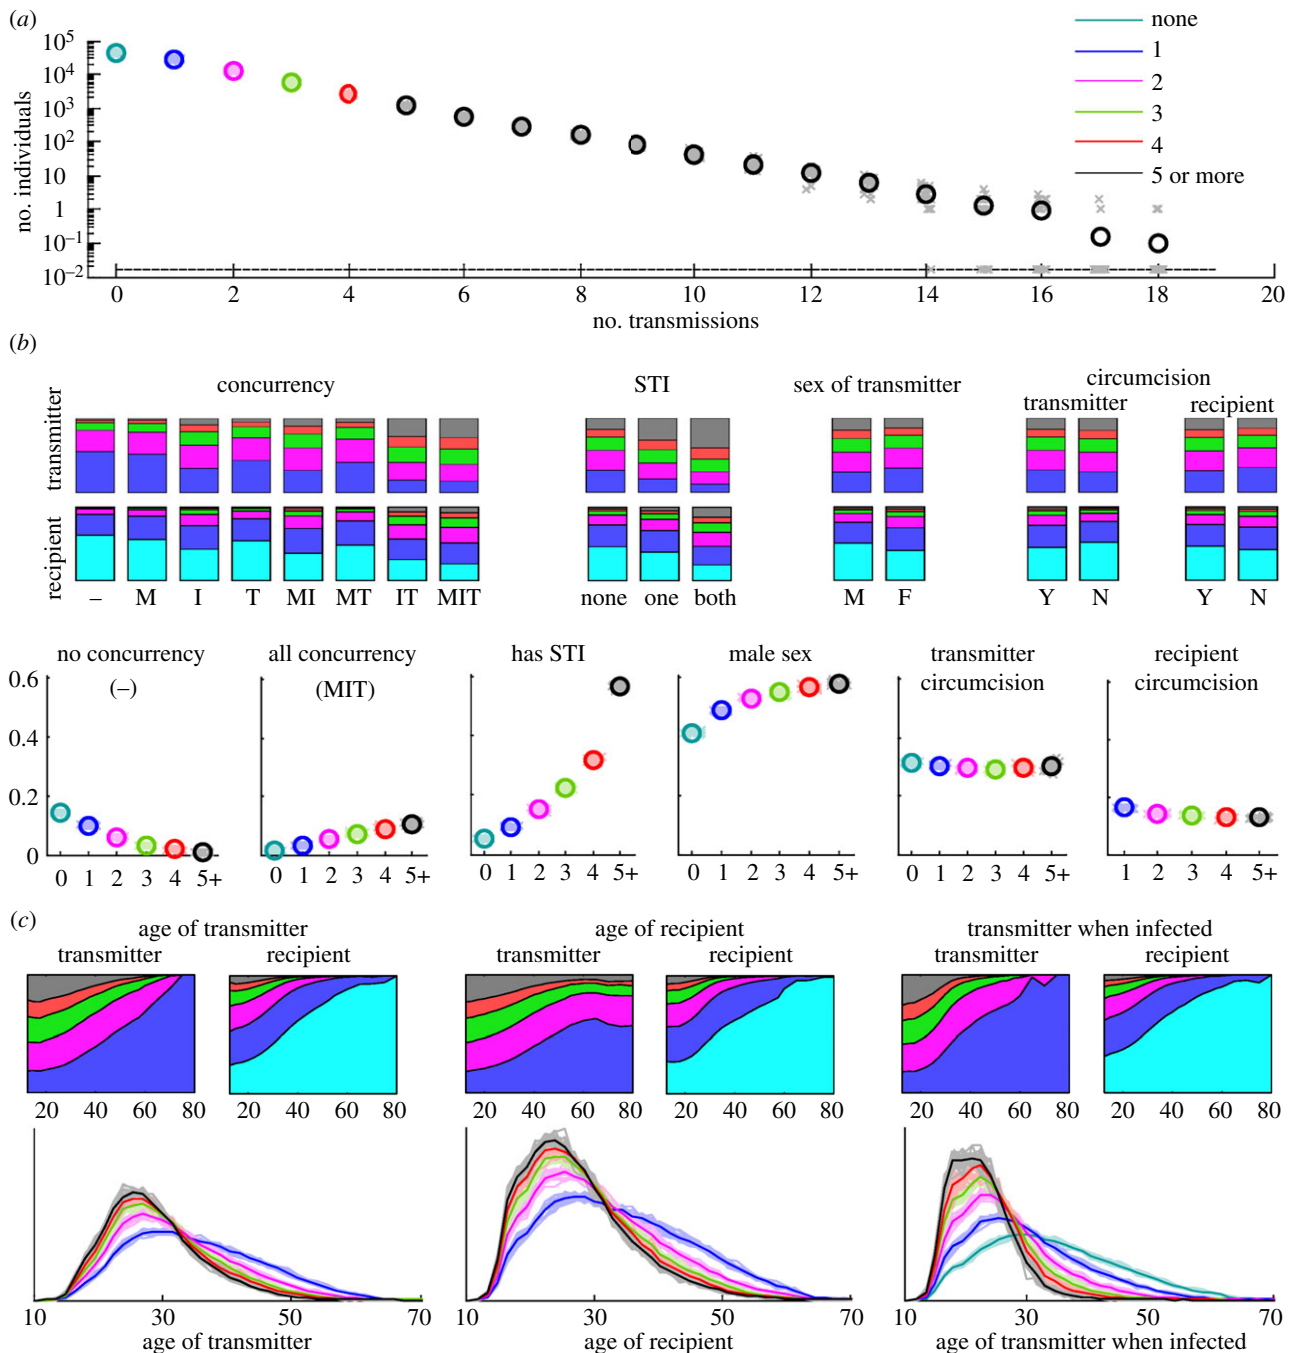 (a)
none
1
2
3
4
5 or more
no. individuals
10⁵
10⁴
10³
10²
10
1
10⁻¹
10⁻²
0 2 4 6 8 10 12 14 16 18 20
no. transmissions
(b)
concurrency
STI
sex of transmitter
circumcision
transmitter recipient
transmitter
recipient
– M I T MI MT IT MIT
none one both
M F
Y N
Y N
no concurrency
(–)
all concurrency
(MIT)
has STI
male sex
transmitter
circumcision
recipient
circumcision
0.6
0.4
0.2
0
0 1 2 3 4 5+
0 1 2 3 4 5+
0 1 2 3 4 5+
0 1 2 3 4 5+
0 1 2 3 4 5+
1 2 3 4 5+
(c)
age of transmitter
transmitter recipient
age of recipient
transmitter recipient
transmitter when infected
transmitter recipient
20 40 60 80
20 40 60 80
20 40 60 80
20 40 60 80
20 40 60 80
20 40 60 80
10 30 50 70
age of transmitter
10 30 50 70
age of recipient
10 30 50 70
age of transmitter when infected